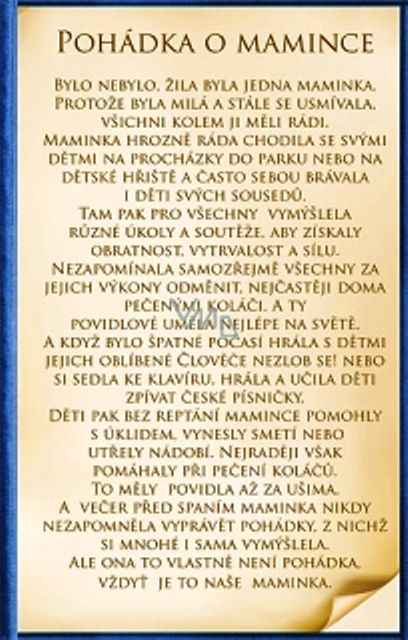 POHÁDKA O MAMINCE
BYLO NEBYLO, ŽILA BYLA JEDNA MAMINKA.
PROTOŽE BYLA MILÁ A STÁLE SE USMÍVALA,
VŠICHNI KOLEM JI MĚLI RÁDI.
MAMINKA HROZNĚ RÁDA CHODILA SE SVÝMI
DĚTMI NA PROCHÁZKY DO PARKU NEBO NA
DĚTSKÉ HŘIŠTĚ A ČASTO SEBOU BRÁVALA
I DĚTI SVÝCH SOUSEDŮ.
TAM PAK PRO VŠECHNY VYMÝŠLELA
RŮZNÉ ÚKOLY A SOUTĚŽE, ABY ZÍSKALY
OBRATNOST, VYTRVALOST A SÍLU.
NEZAPOMÍNALA SAMOZŘEJMĚ VŠECHNY ZA
JEJICH VÝKONY ODMĚNIT, NEJČASTĚJI DOMA
PEČENÝMI KOLÁČI. A TY
POVIDLOVÉ UMĚLA NEJLÉPE NA SVĚTĚ.
A KDYŽ BYLO ŠPATNÉ POČASÍ HRÁLA S DĚTMI
JEJICH OBLÍBENÉ ČLOVĚČE NEZLOB SE! NEBO
SI SEDLA KE KLAVÍRU, HRÁLA A UČILA DĚTI
ZPÍVAT ČESKÉ PÍSNIČKY.
DĚTI PAK BEZ REPTÁNÍ MAMINCE POMOHLY
S ÚKLIDEM, VYNESLY SMETÍ NEBO
UTŘELY NÁDOBÍ. NEJRADĚJI VŠAK
POMÁHALY PŘI PEČENÍ KOLÁČŮ.
TO MĚLY POVIDLA AŽ ZA UŠIMA.
A VEČER PŘED SPANÍM MAMINKA NIKDY
NEZAPOMNĚLA VYPRÁVĚT POHÁDKY, Z NICHŽ
SI MNOHÉ I SAMA VYMÝŠLELA.
ALE ONA TO VLASTNĚ NENÍ POHÁDKA,
VŽDYŤ JE TO NAŠE MAMINKA.